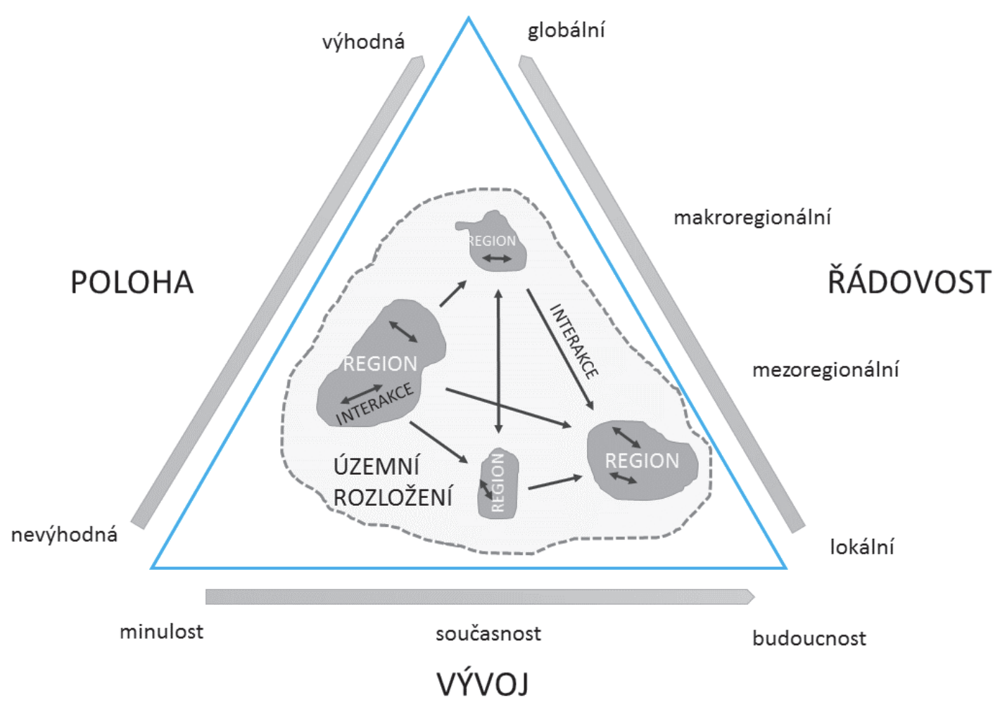 výhodná
globální
makroregionální
REGION
POLOHA
ŘÁDOVOST
INTERAKCE
REGION
mezoregionální
INTERAKCE
REGION
REGION
ÚZEMNÍ
ROZLOŽENÍ
nevýhodná
lokální
minulost
současnost
budoucnost
VÝVOJ